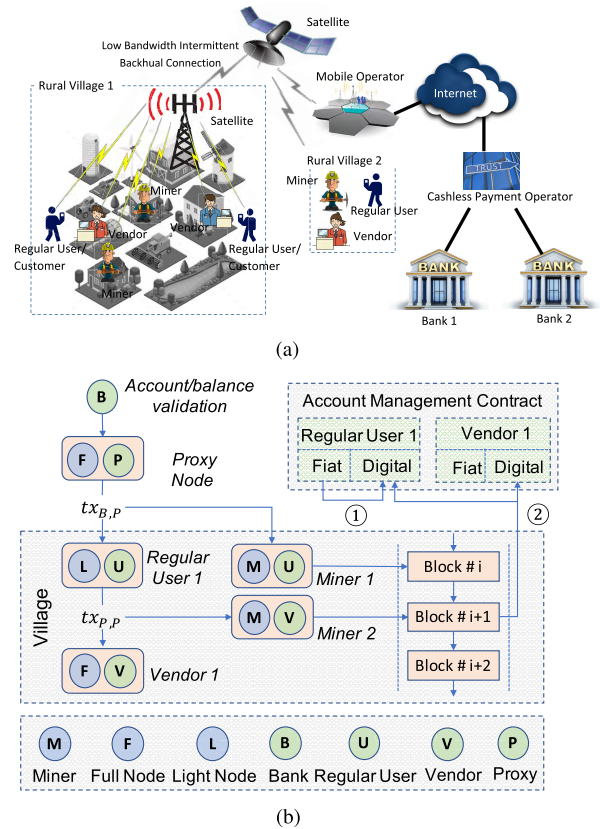 Satellite
Low Bandwidth Intermittent
Backhual Connection
Rural Village 1
Satellite
Mobile Operator
Internet
Miner
Vendor
Vendor
Regular User/
Customer
Miner
Regular User/
Customer
Rural Village 2
Miner
Regular User
Vendor
TRUST
Cashless Payment Operator
BANK
BANK
Bank 1
Bank 2
(a)
B
Account/balance
validation
F P
Proxy
Node
tx_{B,P}
Account Management Contract
Regular User 1
Fiat Digital
Vendor 1
Fiat Digital
①
②
Village
L U
Regular
User 1
M U
Miner 1
Block # i
tx_{P,P}
M V
Miner 2
Block # i+1
F V
Vendor 1
Block # i+2
M F L B U V P
Miner Full Node Light Node Bank Regular User Vendor Proxy
(b)